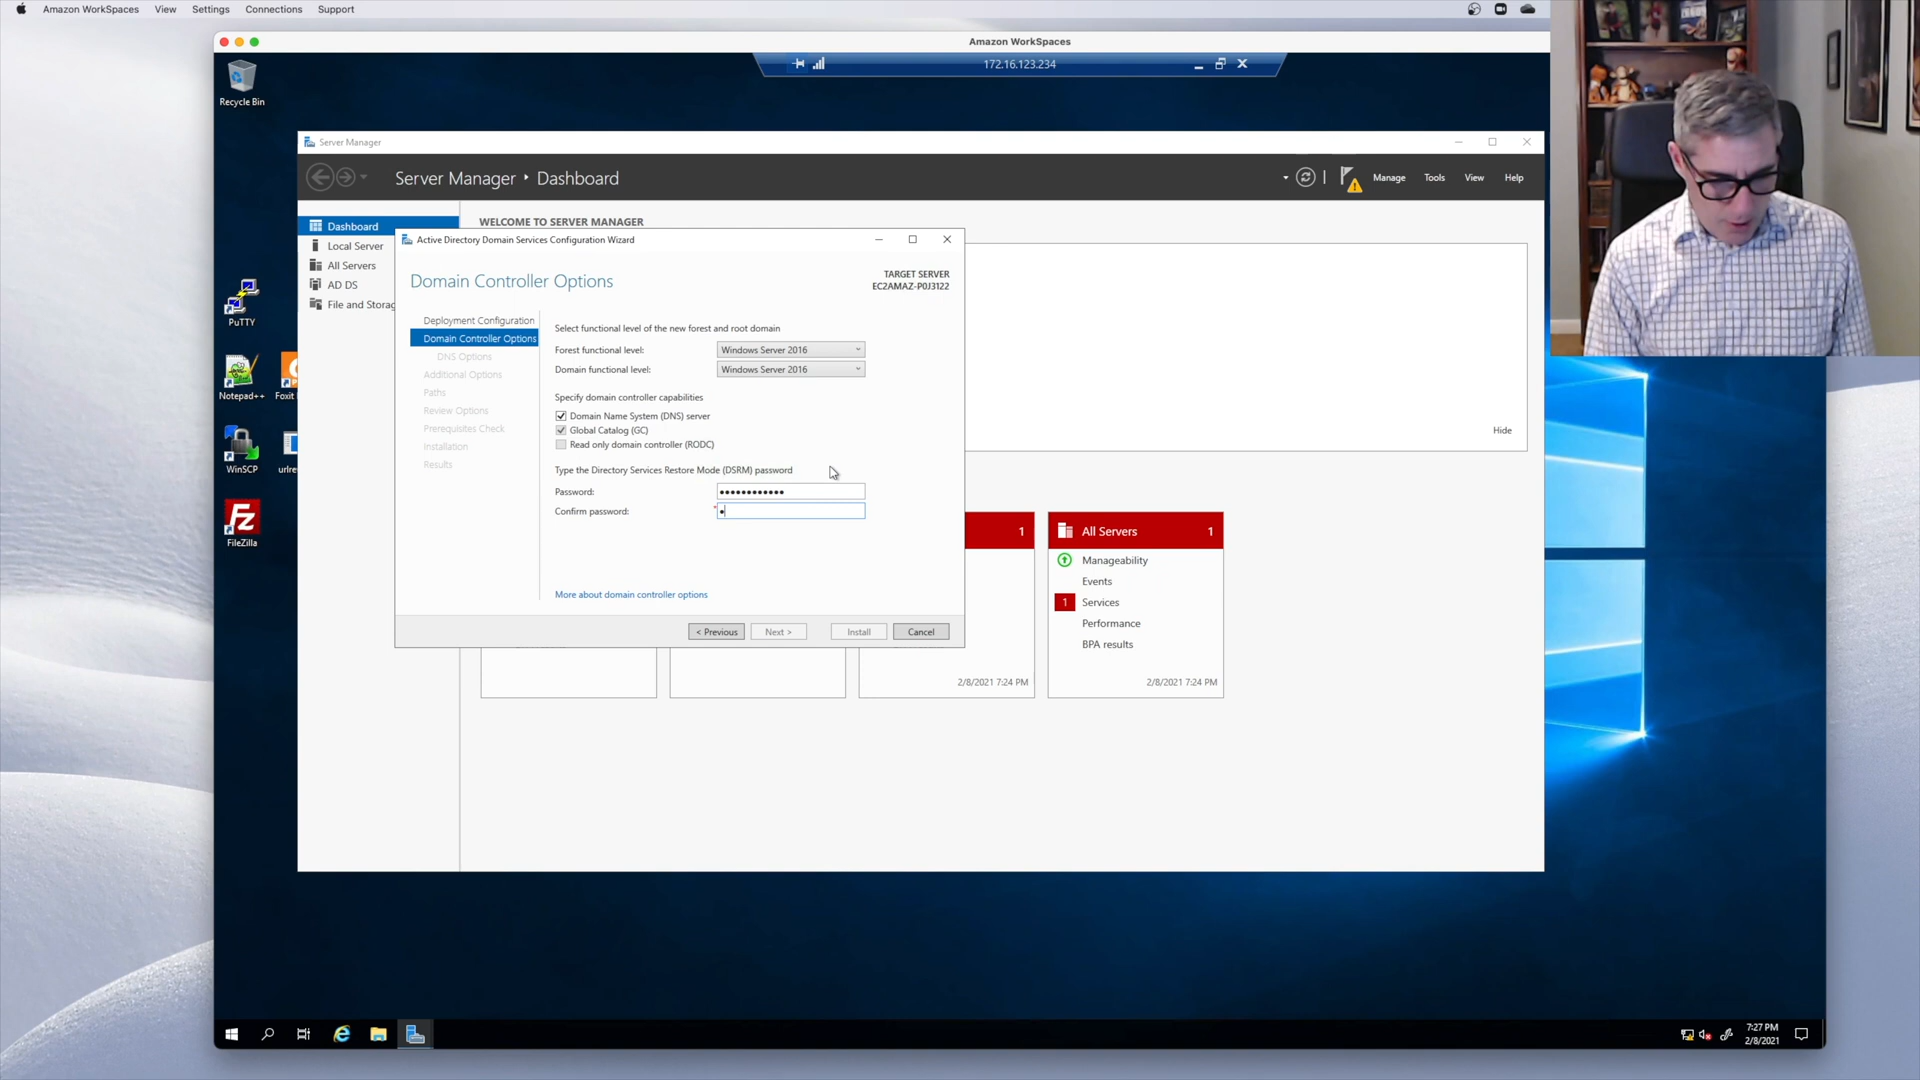 Amazon WorkSpaces View Settings Connections Support
Amazon WorkSpaces
172.16.123.234
Recycle Bin
Server Manager
Server Manager Dashboard
Manage Tools View Help
WELCOME TO SERVER MANAGER
Dashboard
Local Server
All Servers
AD DS
File and Storag
Active Directory Domain Services Configuration Wizard
Domain Controller Options
TARGET SERVER
EC2AMAZ-P0J3122
Deployment Configuration
Domain Controller Options
DNS Options
Additional Options
Paths
Review Options
Prerequisites Check
Installation
Results
Select functional level of the new forest and root domain
Forest functional level: Windows Server 2016
Domain functional level: Windows Server 2016
Specify domain controller capabilities
Domain Name System (DNS) server
Global Catalog (GC)
Read only domain controller (RODC)
Type the Directory Services Restore Mode (DSRM) password
Password: ••••••••••••
Confirm password: * •
More about domain controller options
< Previous Next > Install Cancel
Hide
1
All Servers 1
Manageability
Events
1 Services
Performance
BPA results
2/8/2021 7:24 PM
2/8/2021 7:24 PM
PuTTY
Notepad++
Foxit
WinSCP
urlre
FileZilla
7:27 PM
2/8/2021